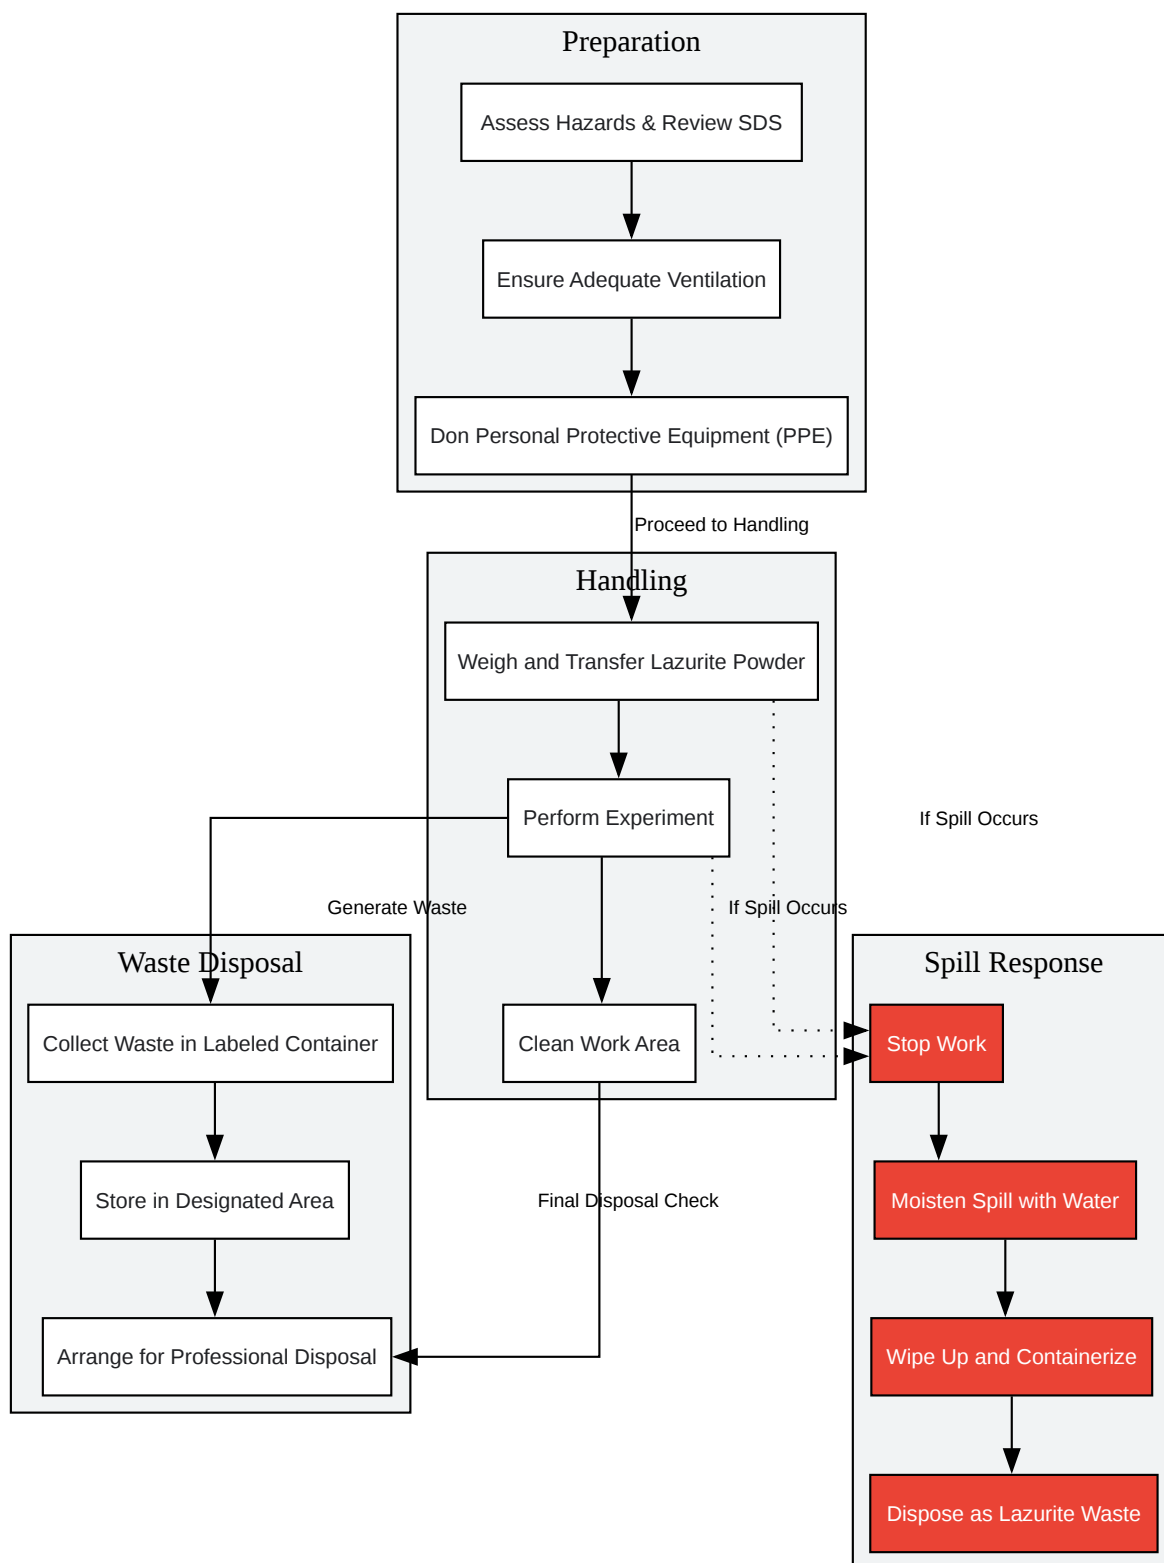 Preparation
Assess Hazards & Review SDS
Ensure Adequate Ventilation
Don Personal Protective Equipment (PPE)
Proceed to Handling
Handling
Weigh and Transfer Lazurite Powder
Perform Experiment
If Spill Occurs
Generate Waste
If Spill Occurs
Waste Disposal
Spill Response
Collect Waste in Labeled Container
Clean Work Area
Stop Work
Store in Designated Area
Final Disposal Check
Moisten Spill with Water
Arrange for Professional Disposal
Wipe Up and Containerize
Dispose as Lazurite Waste